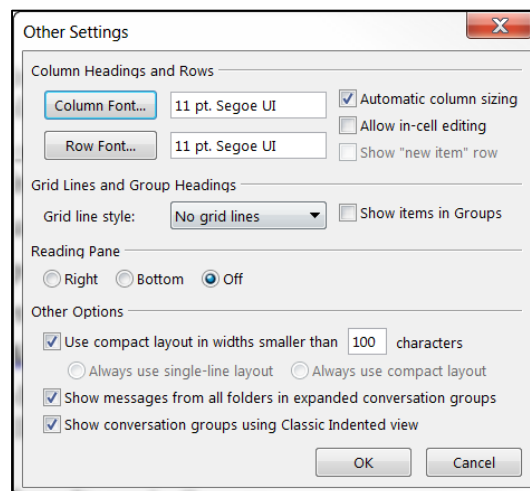 Other Settings
Column Headings and Rows
Column Font... 11 pt. Segoe UI Automatic column sizing
Allow in-cell editing
Row Font... 11 pt. Segoe UI Show "new item" row
Grid Lines and Group Headings
Grid line style: No grid lines Show items in Groups
Reading Pane
Right Bottom Off
Other Options
Use compact layout in widths smaller than 100 characters
Always use single-line layout Always use compact layout
Show messages from all folders in expanded conversation groups
Show conversation groups using Classic Indented view
OK Cancel